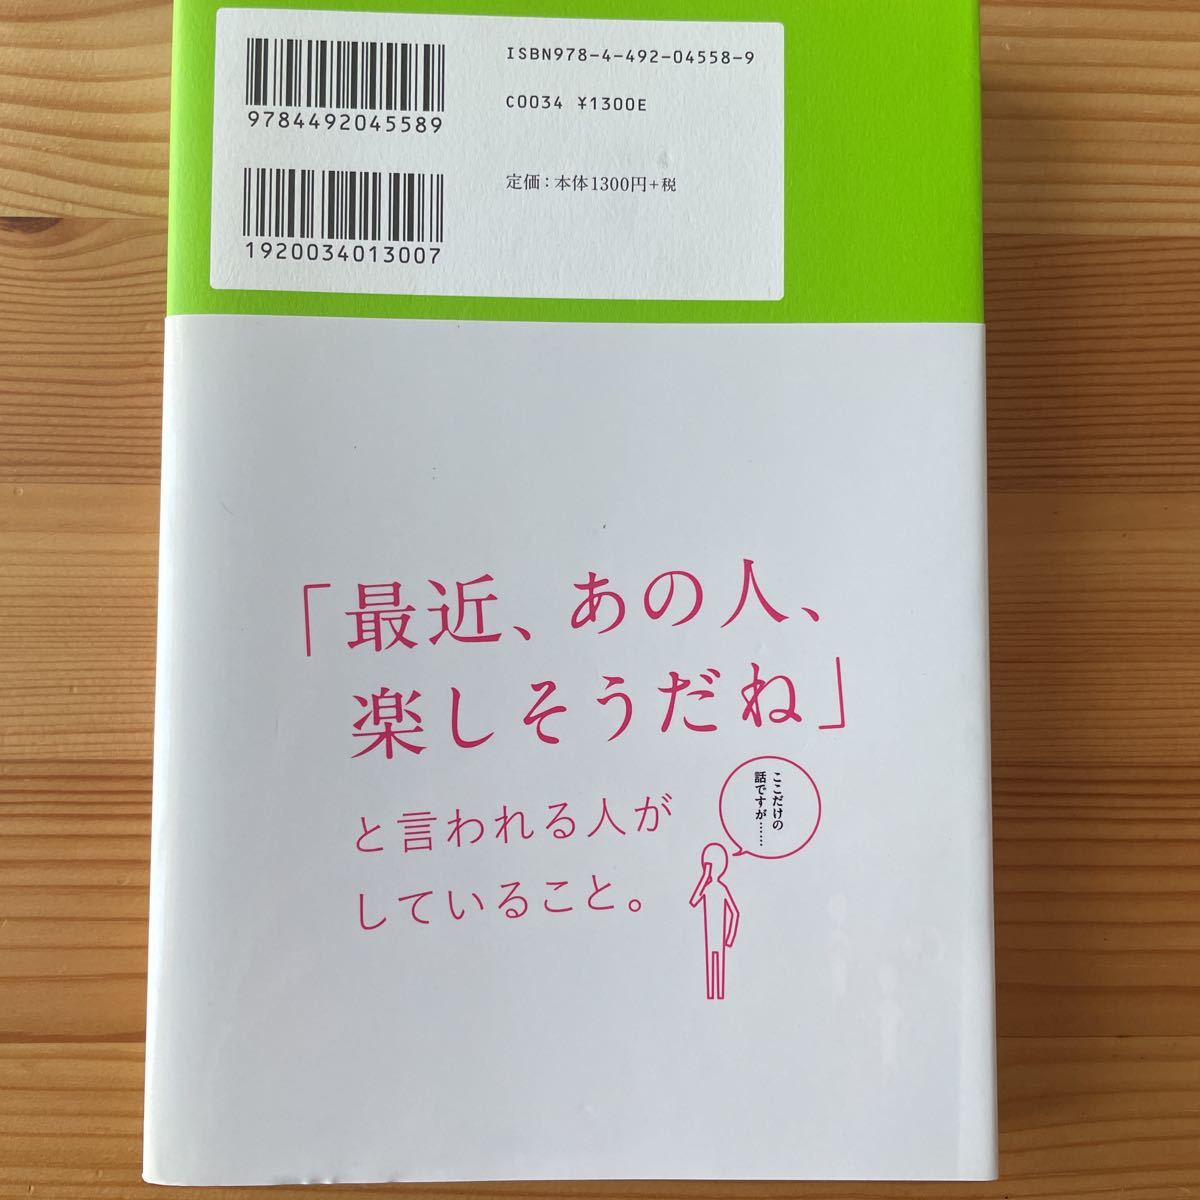 ISBN978-4-492-04558-9
9784492045589
C0034 ¥1300E
定価：本体1300円+税
1920034013007
「最近、あの人、
楽しそうだね」
と言われる人が
していること。
ここだけの
話ですが……